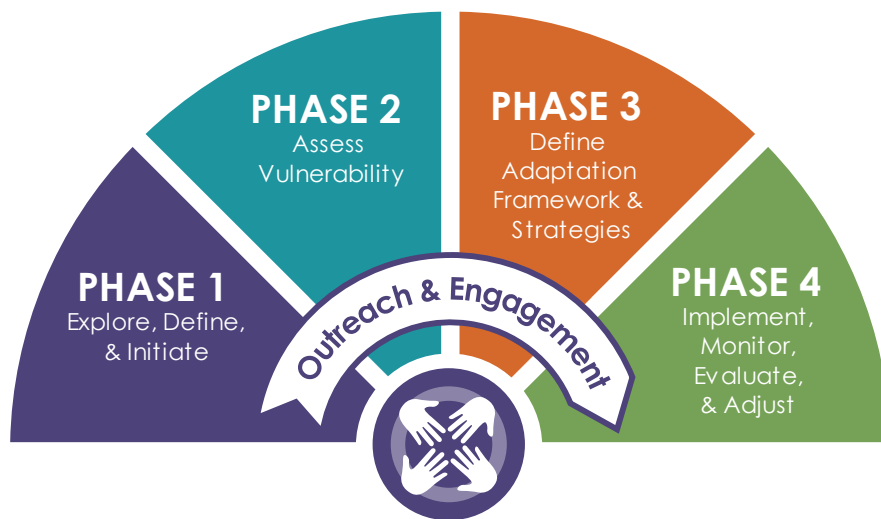 PHASE 1
Explore, Define,
& Initiate
PHASE 2
Assess
Vulnerability
PHASE 3
Define
Adaptation
Framework &
Strategies
PHASE 4
Implement,
Monitor,
Evaluate,
& Adjust
Outreach & Engagement